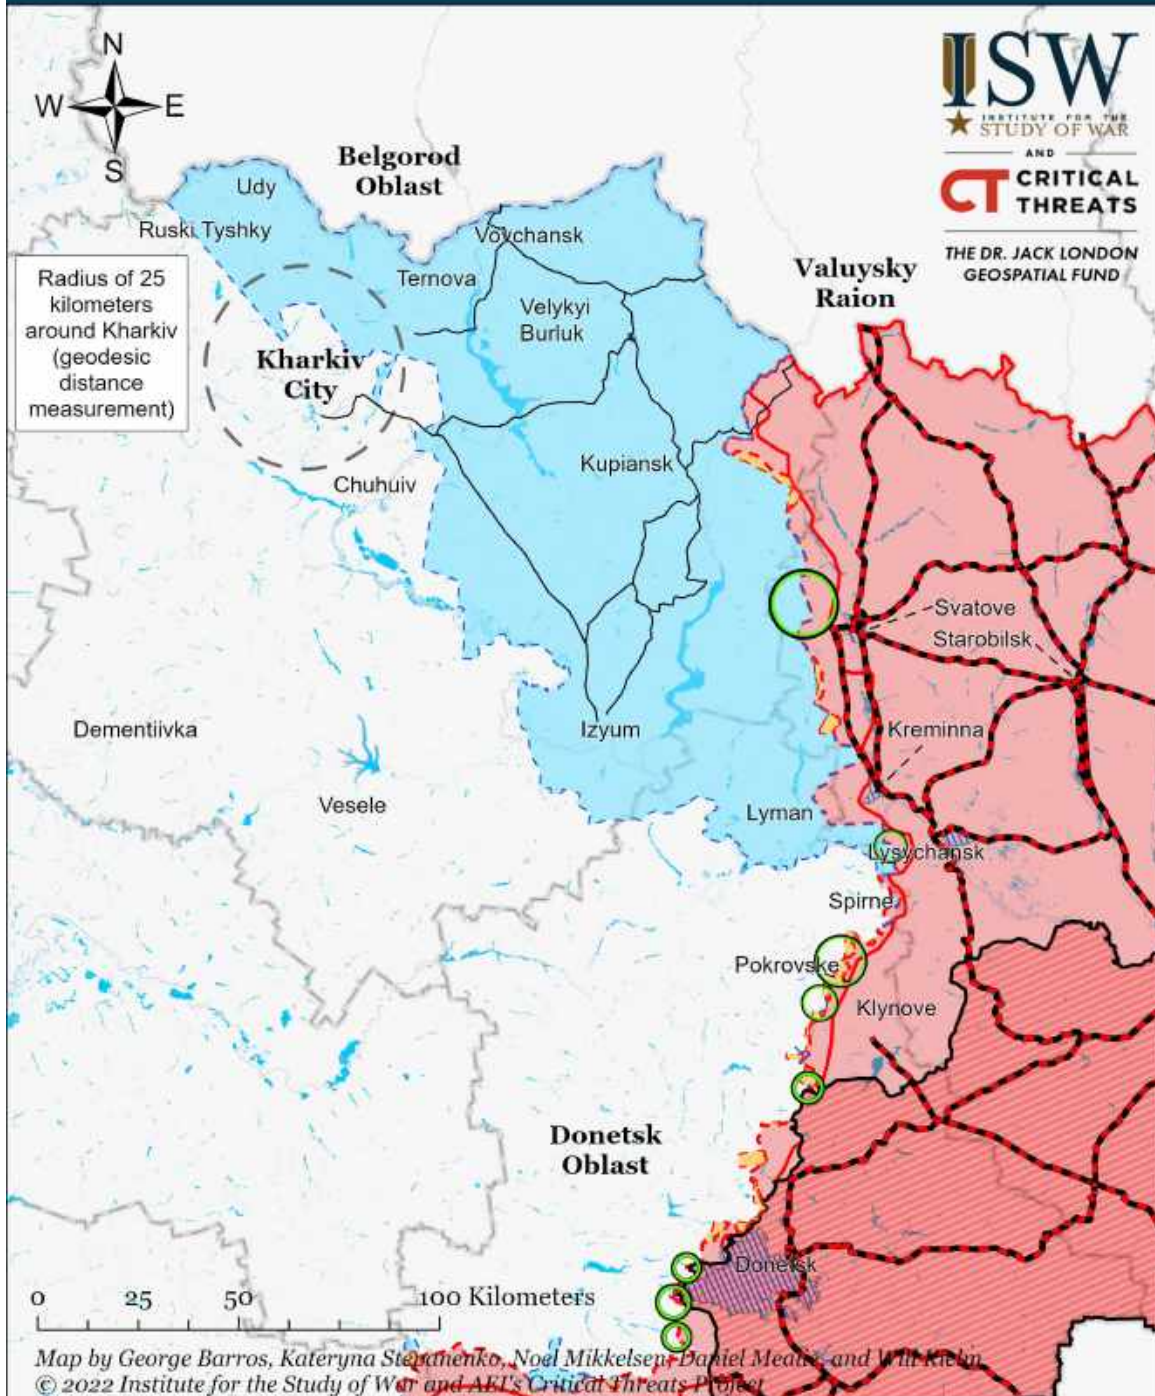 N
W E
S
ISW
INSTITUTE FOR THE
STUDY OF WAR
AND
CT CRITICAL
THREATS
THE DR. JACK LONDON
GEOSPATIAL FUND
Belgorod
Oblast
Udy
Ruski Tyshky
Vovchansk
Ternova
Valuysky
Raion
Radius of 25
kilometers
around Kharkiv
(geodesic
distance
measurement)
Velykyi
Burluk
Kharkiv
City
Kupiansk
Chuhuiv
Svatove
Starobilsk
Dementiivka
Izyum
Kreminna
Vesele
Lyman
Lysychansk
Spirne
Pokrovske
Klynove
Donetsk
Oblast
Donetsk
0 25 50 100 Kilometers
Map by George Barros, Kateryna Stepanenko, Noel Mikkelsen, Daniel Mealie, and Will Kielm
© 2022 Institute for the Study of War and AEI's Critical Threats Project